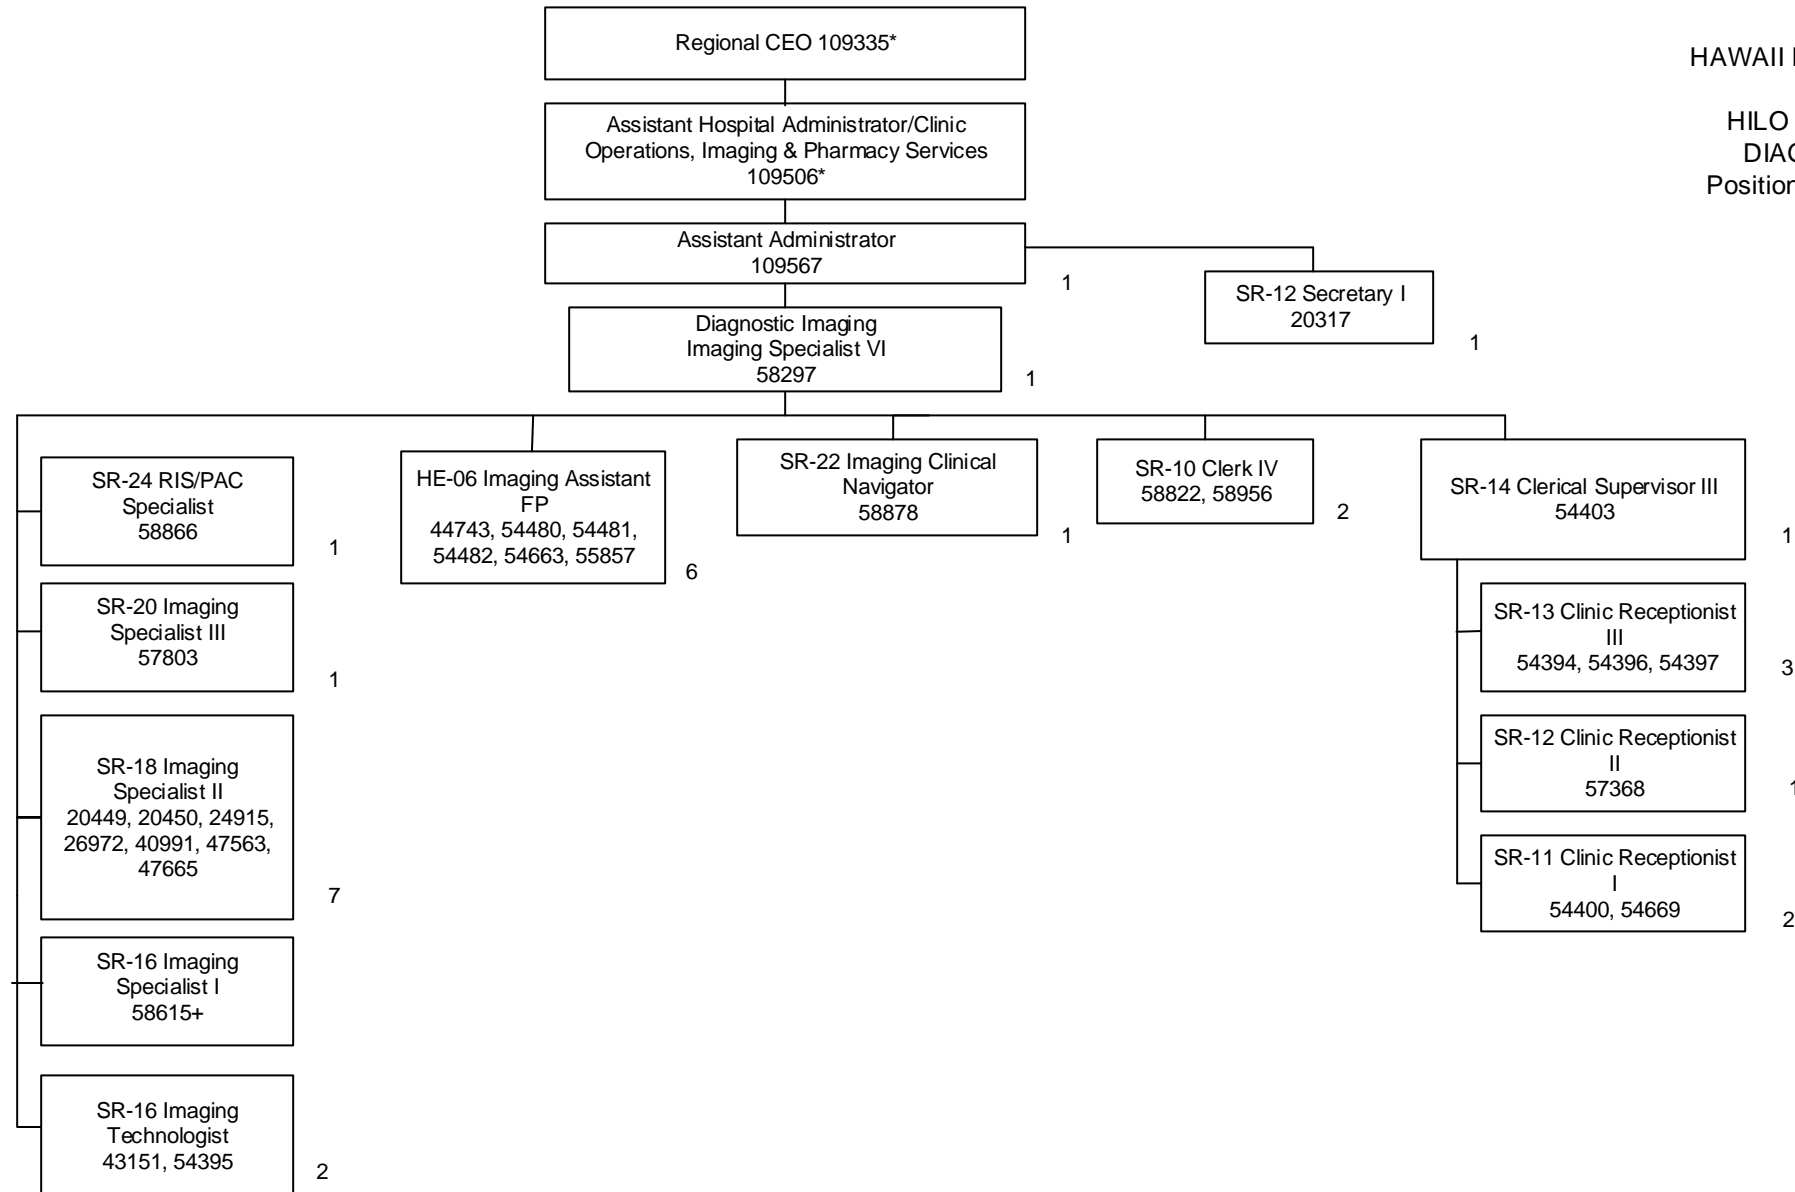 Regional CEO 109335*
HAWAII
HILO
DIAG
Position
Assistant Hospital Administrator/Clinic
Operations, Imaging & Pharmacy Services
109506*
Assistant Administrator
109567
1
SR-12 Secretary I
20317
1
Diagnostic Imaging
Imaging Specialist VI
58297
1
SR-24 RIS/PAC
Specialist
58866
1
HE-06 Imaging Assistant
FP
44743, 54480, 54481,
54482, 54663, 55857
6
SR-22 Imaging Clinical
Navigator
58878
1
SR-10 Clerk IV
58822, 58956
2
SR-14 Clerical Supervisor III
54403
1
SR-20 Imaging
Specialist III
57803
1
SR-13 Clinic Receptionist
III
54394, 54396, 54397
3
SR-18 Imaging
Specialist II
20449, 20450, 24915,
26972, 40991, 47563,
47665
7
SR-12 Clinic Receptionist
II
57368
1
SR-11 Clinic Receptionist
I
54400, 54669
2
SR-16 Imaging
Specialist I
58615+
SR-16 Imaging
Technologist
43151, 54395
2